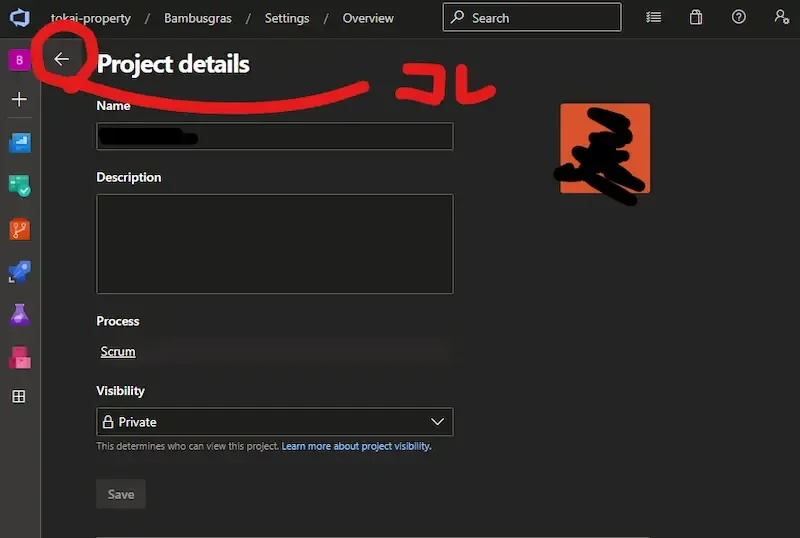 tokai-property / Bambusgras / Settings / Overview Search
B
Project details
コレ
Name
Description
Process
Scrum
Visibility
Private
This determines who can view this project. Learn more about project visibility.
Save